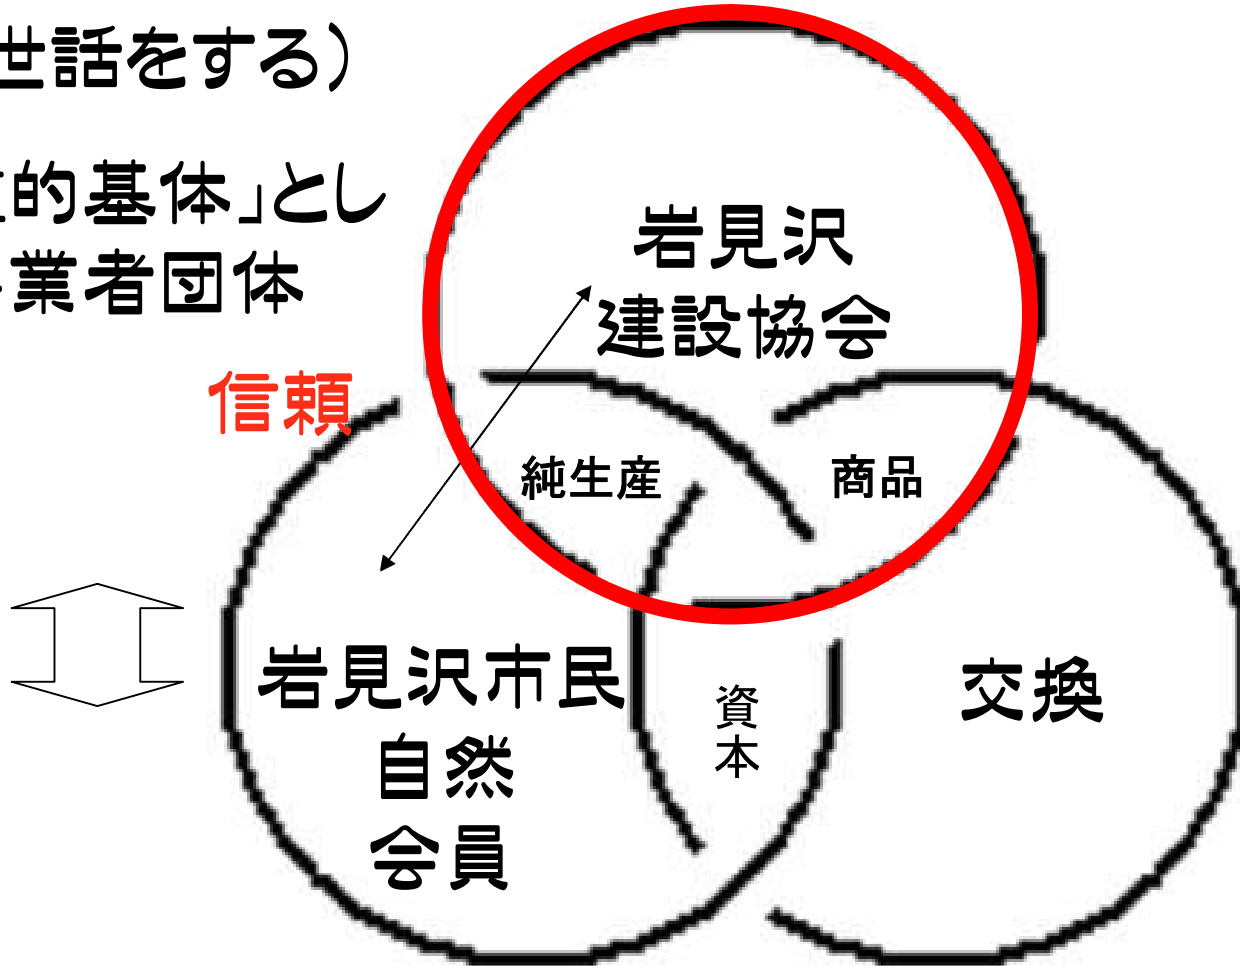 世話をする)
的基体」とし
業者団体
岩見沢
建設協会
信頼
純生産
商品
岩見沢市民
自然
会員
資本
交換